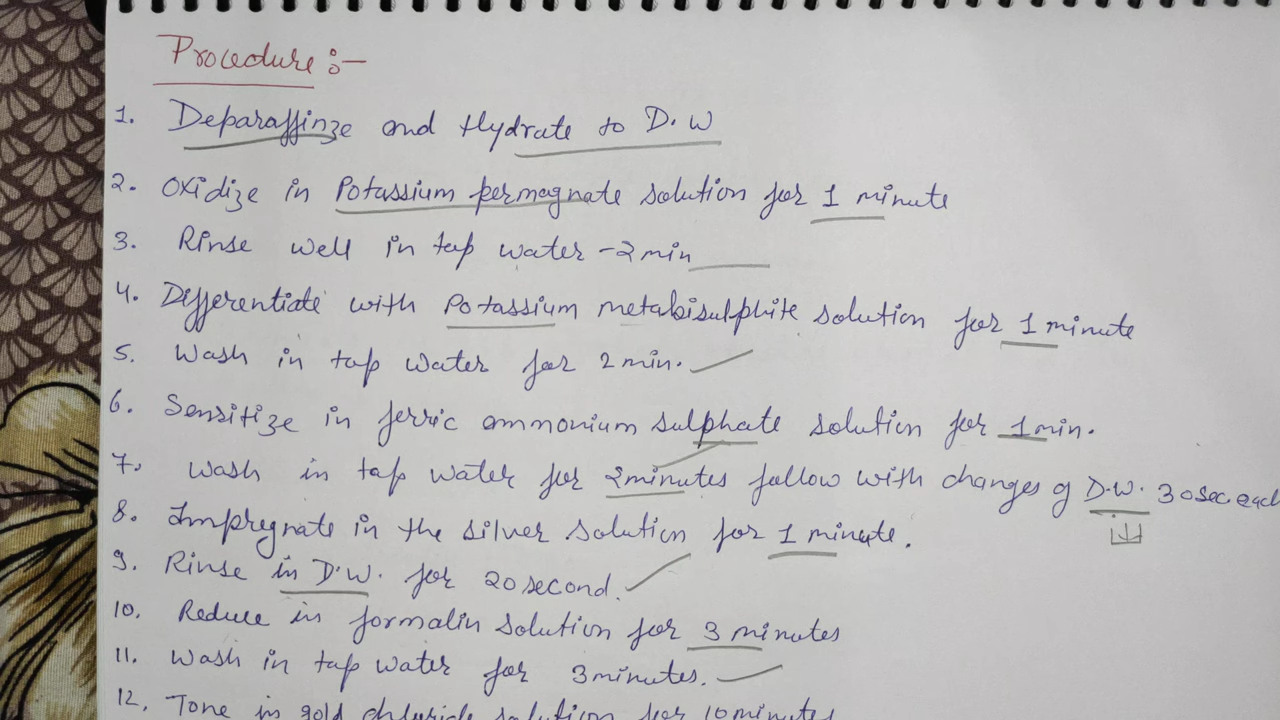 Procedure :-
1. Deparaffinze and Hydrate to D.W
2. Oxidize in Potassium permagnate solution for 1 minute
3. Rinse well in tap water - 2 min
4. Differentiate with Potassium metabisulphite solution for 1 minute
5. Wash in tap water for 2 min.
6. Sensitize in ferric ammonium sulphate solution for 1 min.
7. Wash in tap water for 2 minutes follow with changes of D.W. 30 sec each
8. Impregnate in the silver solution for 1 minute.
9. Rinse in D.W. for 20 second.
10. Reduce in formalin solution for 3 minutes
11. Wash in tap water for 3 minutes.
12. Tone in gold chloride solution for 10 minutes